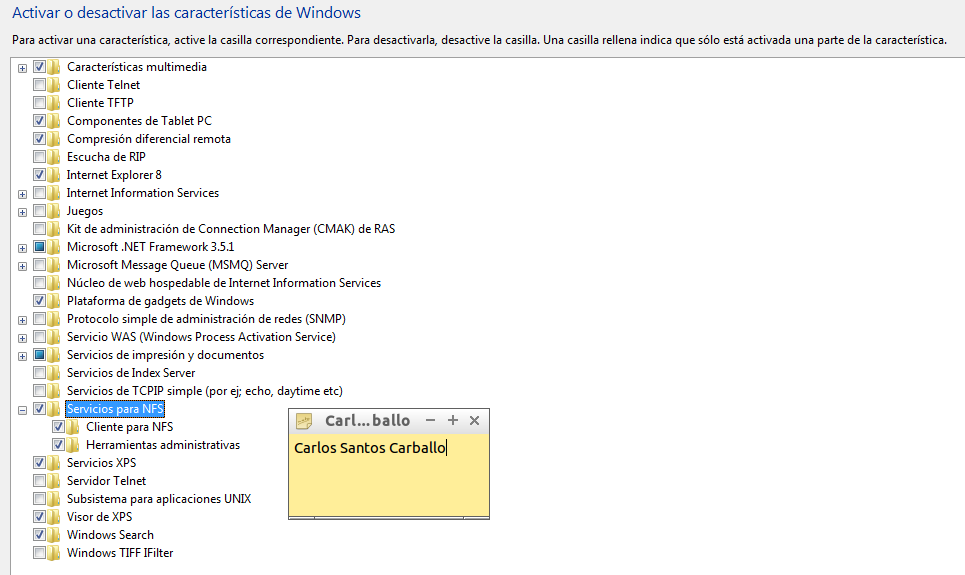 Activar o desactivar las características de Windows
Para activar una característica, active la casilla correspondiente. Para desactivarla, desactive la casilla. Una casilla rellena indica que sólo está activada una parte de la característica.
Características multimedia
Cliente Telnet
Cliente TFTP
Componentes de Tablet PC
Compresión diferencial remota
Escucha de RIP
Internet Explorer 8
Internet Information Services
Juegos
Kit de administración de Connection Manager (CMAK) de RAS
Microsoft .NET Framework 3.5.1
Microsoft Message Queue (MSMQ) Server
Núcleo de web hospedable de Internet Information Services
Plataforma de gadgets de Windows
Protocolo simple de administración de redes (SNMP)
Servicio WAS (Windows Process Activation Service)
Servicios de impresión y documentos
Servicios de Index Server
Servicios de TCPIP simple (por ej; echo, daytime etc)
Servicios para NFS
Cliente para NFS
Herramientas administrativas
Servicios XPS
Servidor Telnet
Subsistema para aplicaciones UNIX
Visor de XPS
Windows Search
Windows TIFF IFilter
Carl...ballo
Carlos Santos Carballo